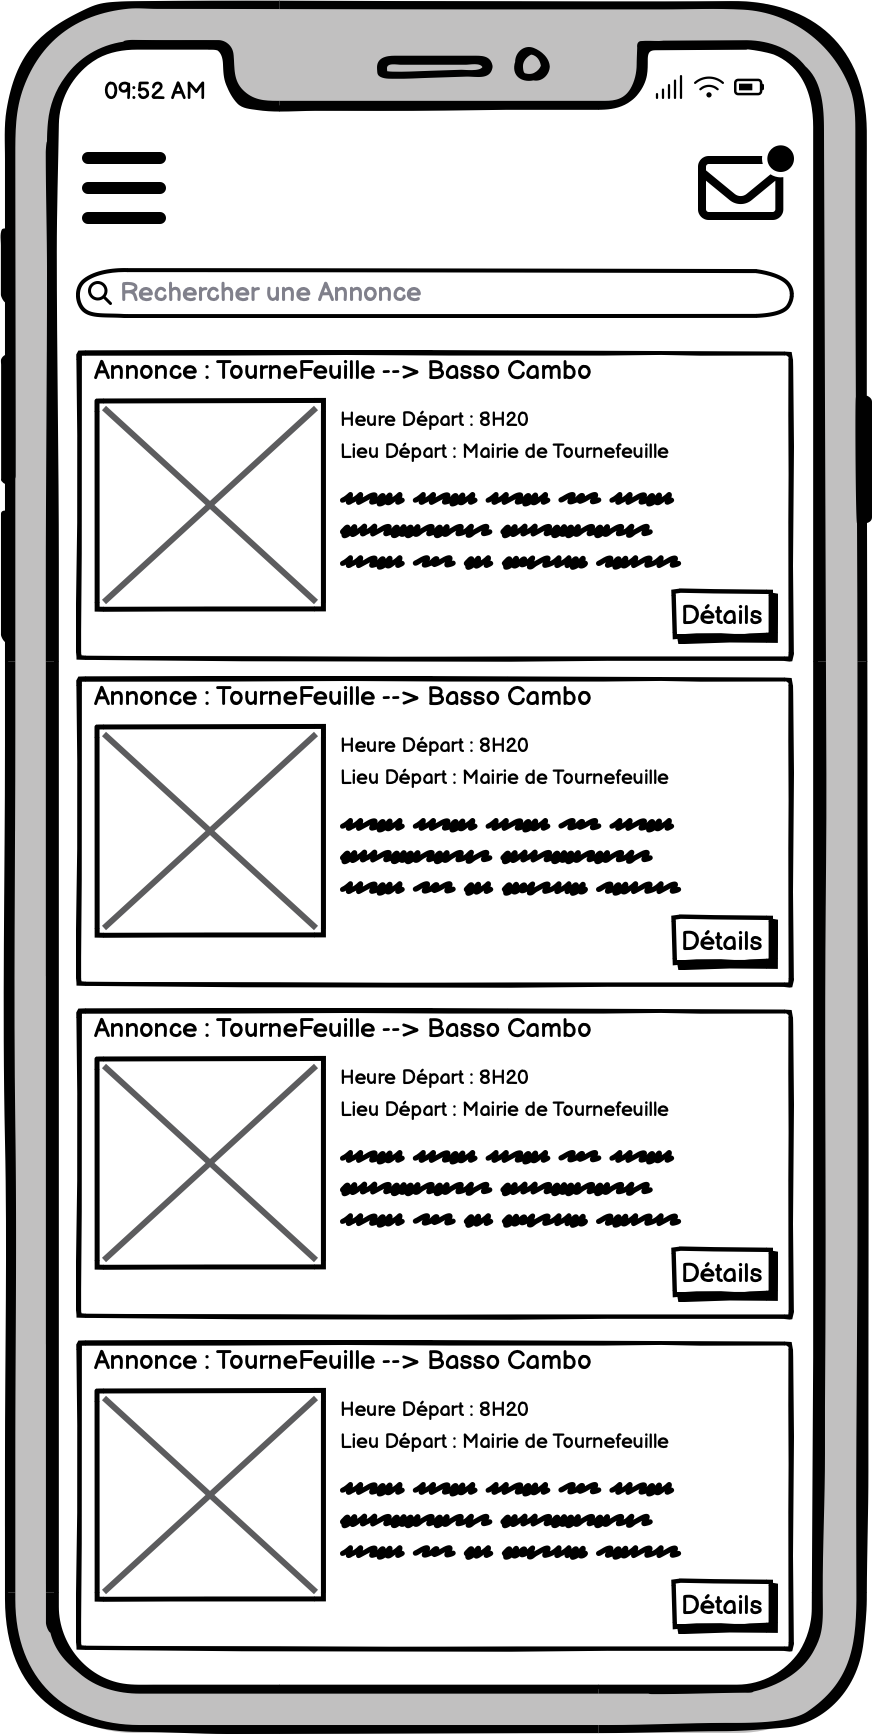 09:52 AM
Rechercher une Annonce
Annonce : TourneFeuille --> Basso Cambo
Heure Départ : 8H20
Lieu Départ : Mairie de Tournefeuille
Détails
Annonce : TourneFeuille --> Basso Cambo
Heure Départ : 8H20
Lieu Départ : Mairie de Tournefeuille
Détails
Annonce : TourneFeuille --> Basso Cambo
Heure Départ : 8H20
Lieu Départ : Mairie de Tournefeuille
Détails
Annonce : TourneFeuille --> Basso Cambo
Heure Départ : 8H20
Lieu Départ : Mairie de Tournefeuille
Détails